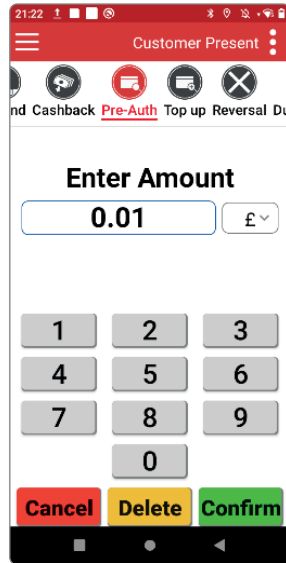 21:22
Customer Present
nd Cashback Pre-Auth Top up Reversal Du
Enter Amount
0.01 £
1 2 3
4 5 6
7 8 9
0
Cancel Delete Confirm